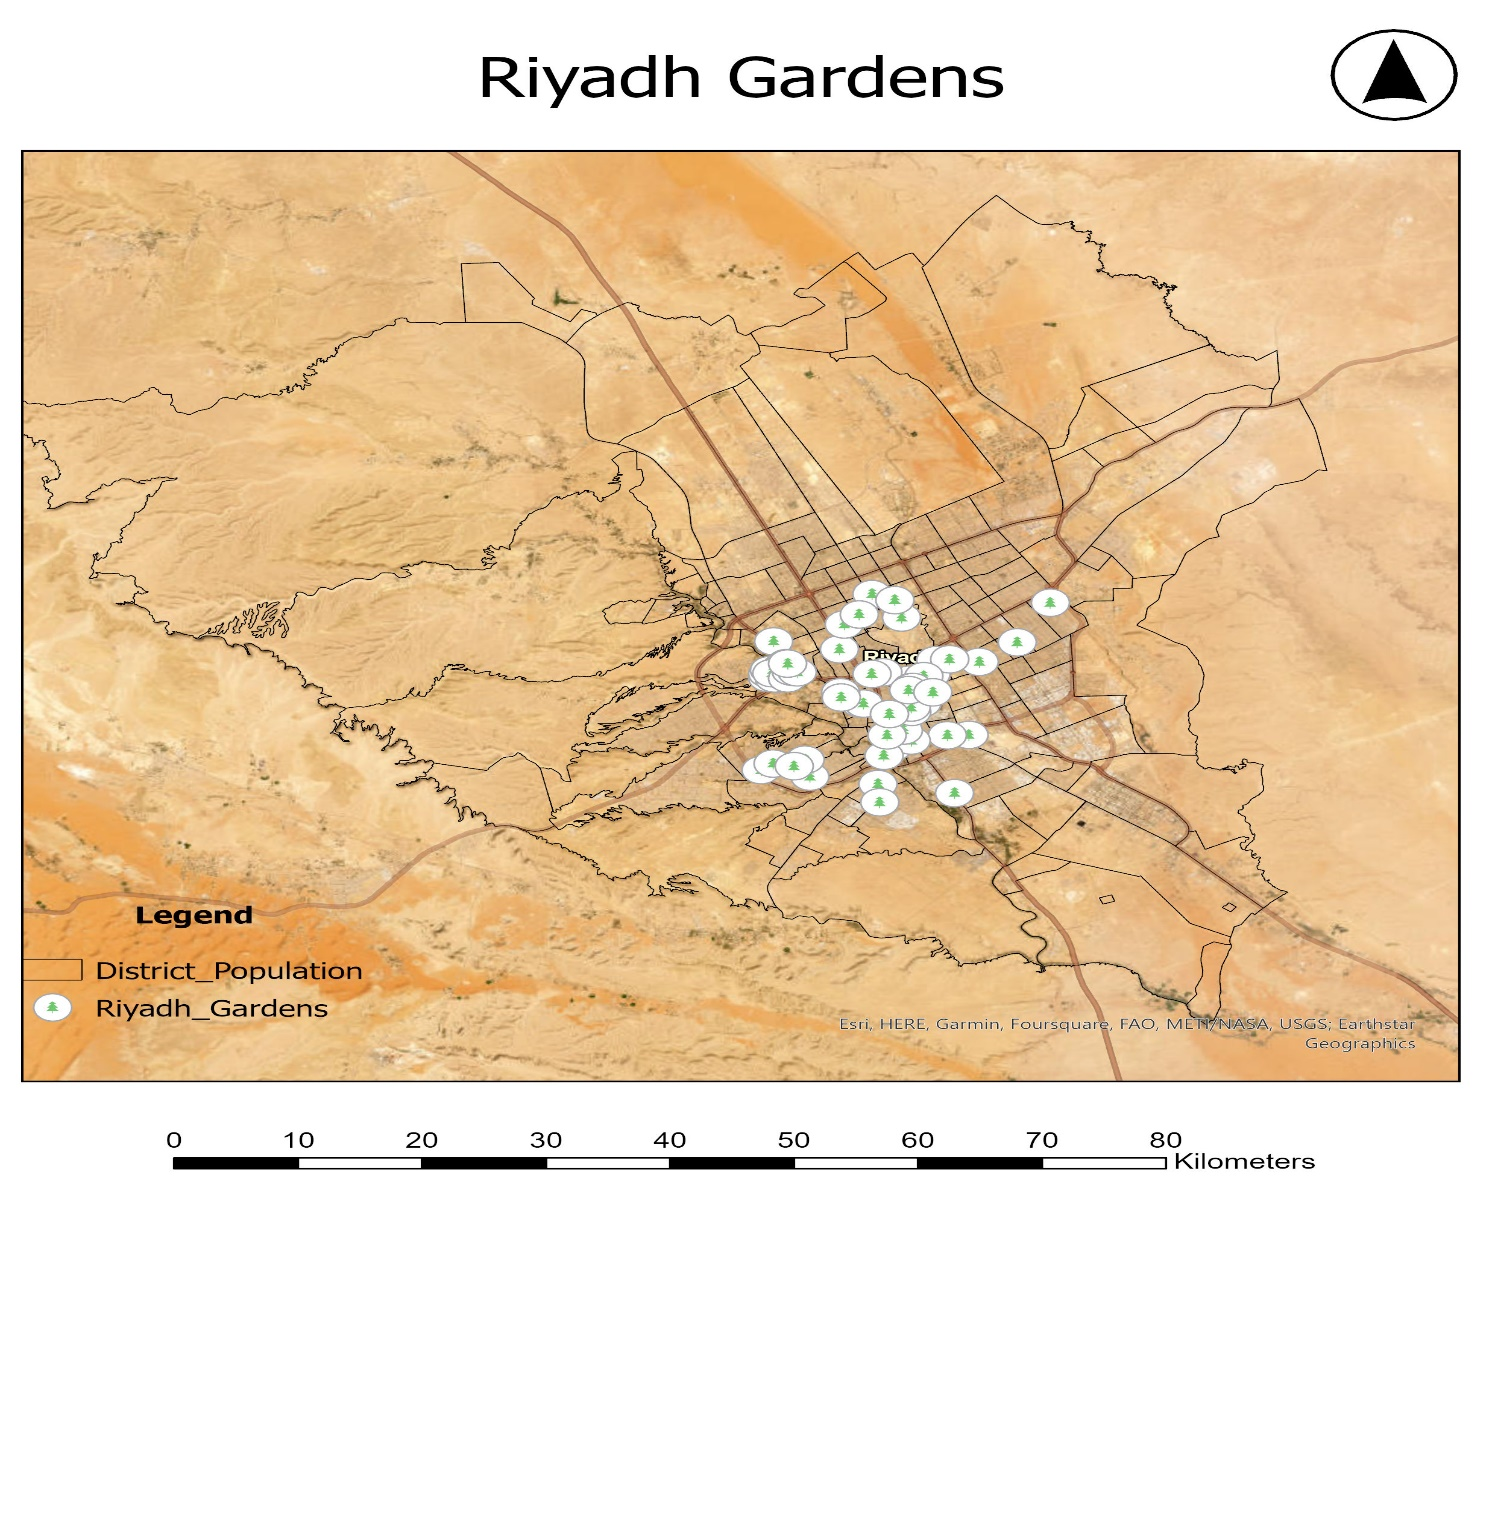 Riyadh Gardens
Riyad
Legend
District_Population
Riyadh_Gardens
Esri, HERE, Garmin, Foursquare, FAO, METI/NASA, USGS; Earthstar
Geographics
0 10 20 30 40 50 60 70 80
Kilometers